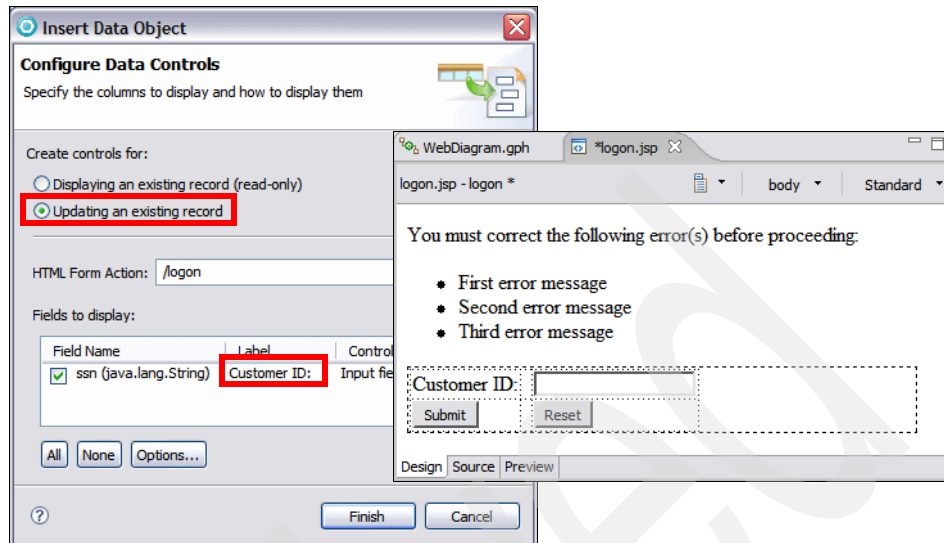 Insert Data Object
Configure Data Controls
Specify the columns to display and how to display them
Create controls for:
Displaying an existing record (read-only)
Updating an existing record
HTML Form Action: /logon
Fields to display:
Field Name Label Control
ssn (java.lang.String) Customer ID: Input fie
All None Options...
? Finish Cancel
WebDiagram.gph *logon.jsp
logon.jsp - logon * body Standard
You must correct the following error(s) before proceeding:
First error message
Second error message
Third error message
Customer ID:
Submit Reset
Design Source Preview